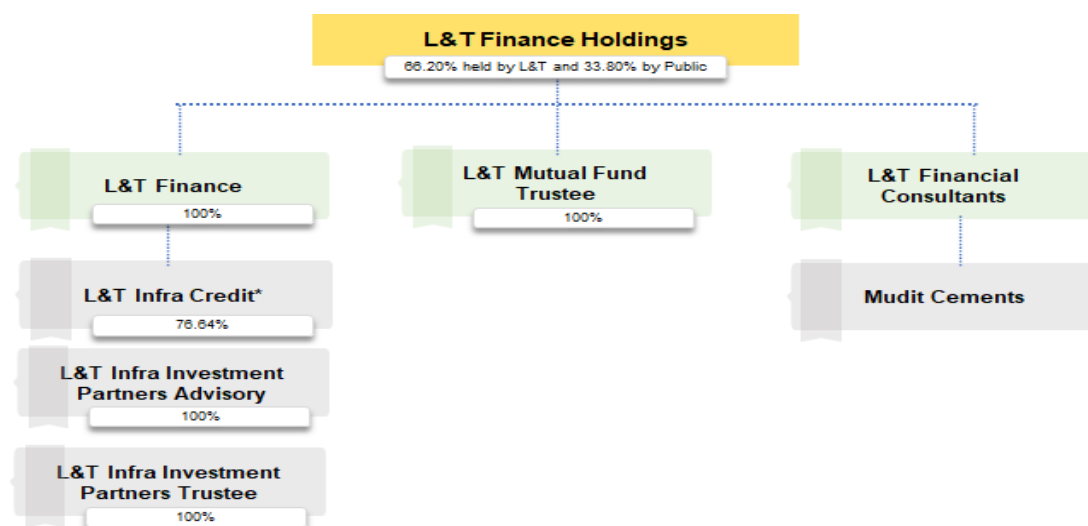 L&T Finance Holdings
66.20% held by L&T and 33.80% by Public
L&T Finance
100%
L&T Mutual Fund
Trustee
100%
L&T Financial
Consultants
L&T Infra Credit*
76.64%
Mudit Cements
L&T Infra Investment
Partners Advisory
100%
L&T Infra Investment
Partners Trustee
100%